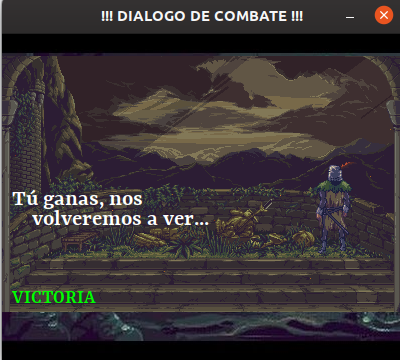 !!! DIALOGO DE COMBATE !!!
Tú ganas, nos
volveremos a ver...
VICTORIA